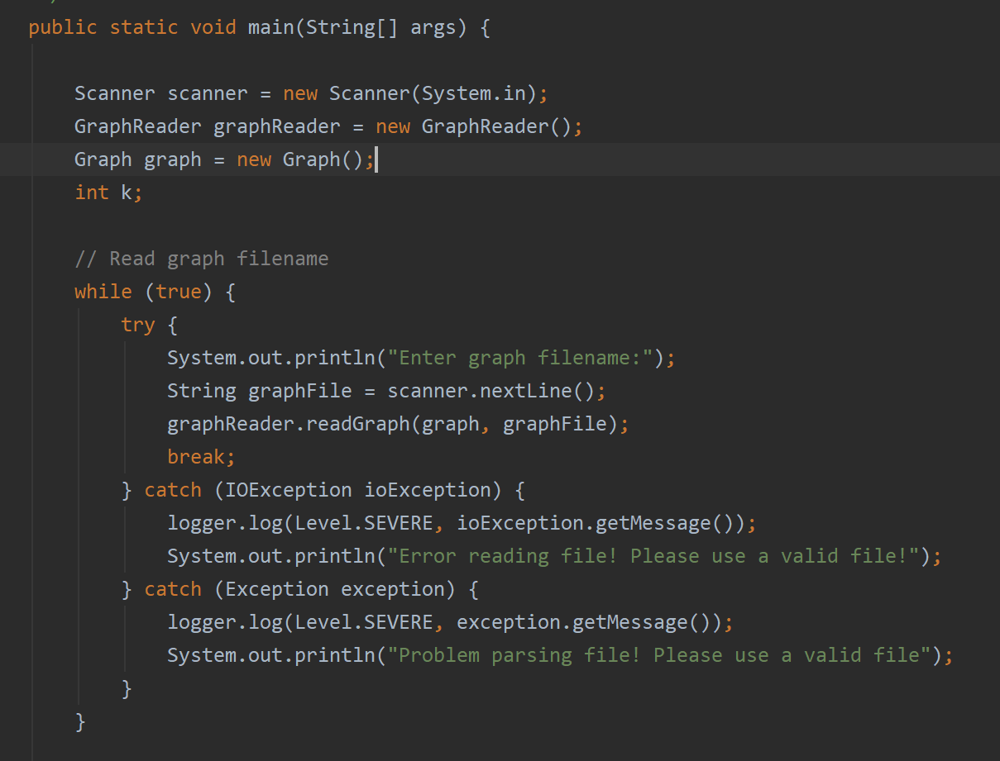 public static void main(String[] args) {
Scanner scanner = new Scanner(System.in);
GraphReader graphReader = new GraphReader();
Graph graph = new Graph();
int k;
// Read graph filename
while (true) {
try {
System.out.println("Enter graph filename:");
String graphFile = scanner.nextLine();
graphReader.readGraph(graph, graphFile);
break;
} catch (IOException ioException) {
logger.log(Level.SEVERE, ioException.getMessage());
System.out.println("Error reading file! Please use a valid file!");
} catch (Exception exception) {
logger.log(Level.SEVERE, exception.getMessage());
System.out.println("Problem parsing file! Please use a valid file");
}
}